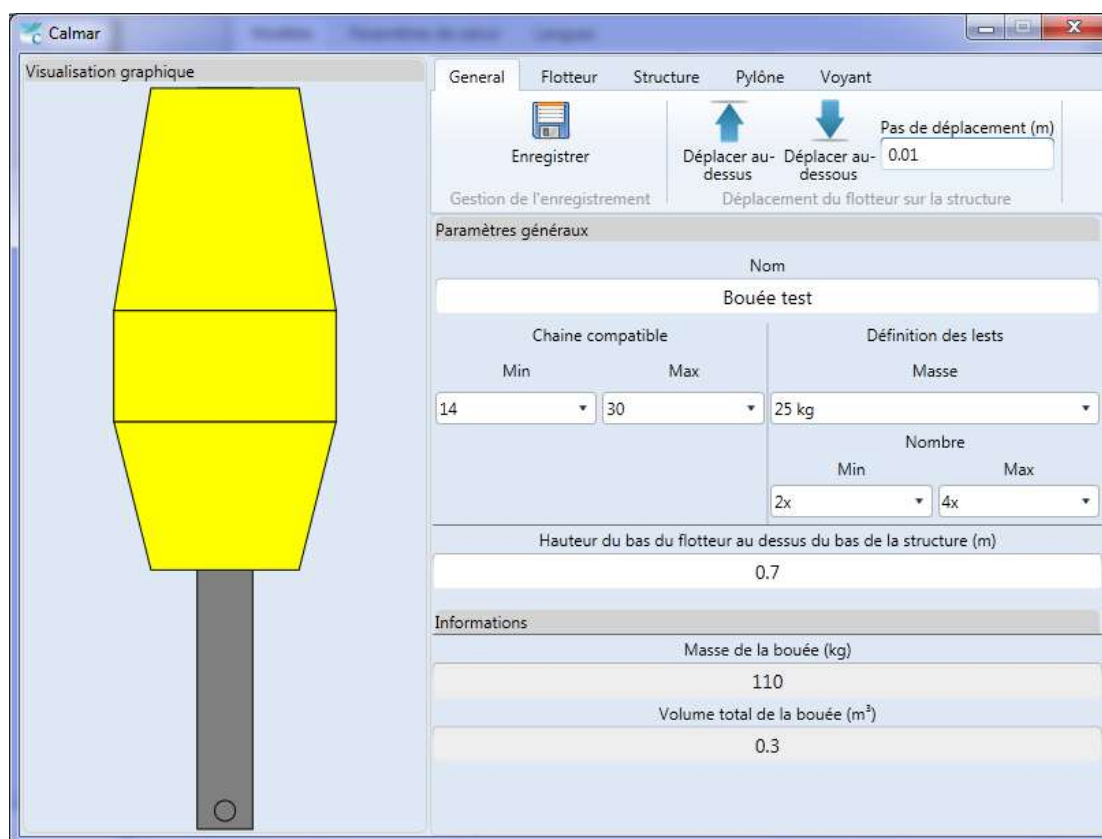 Calmar
Visualisation graphique
General Flotteur Structure Pylône Voyant
Enregistrer
Déplacer au-dessus
Déplacer au-dessous
Pas de déplacement (m)
0.01
Gestion de l'enregistrement
Déplacement du flotteur sur la structure
Paramètres généraux
Nom
Bouée test
Chaine compatible
Min Max
14 30
Définition des lests
Masse
25 kg
Nombre
Min Max
2x 4x
Hauteur du bas du flotteur au dessus du bas de la structure (m)
0.7
Informations
Masse de la bouée (kg)
110
Volume total de la bouée (m³)
0.3